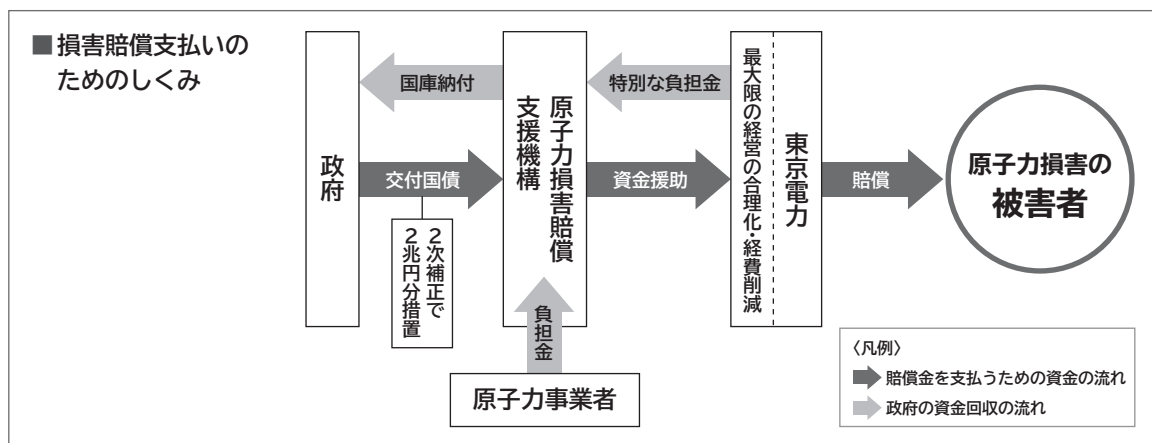 ■損害賠償支払いの
ためのしくみ
政府
国庫納付
交付国債
2次補正で
2兆円分措置
原子力損害賠償
支援機構
負担金
原子力事業者
特別な負担金
資金援助
最大限の経営の合理化・経費削減
東京電力
賠償
原子力損害の
被害者
〈凡例〉
賠償金を支払うための資金の流れ
政府の資金回収の流れ